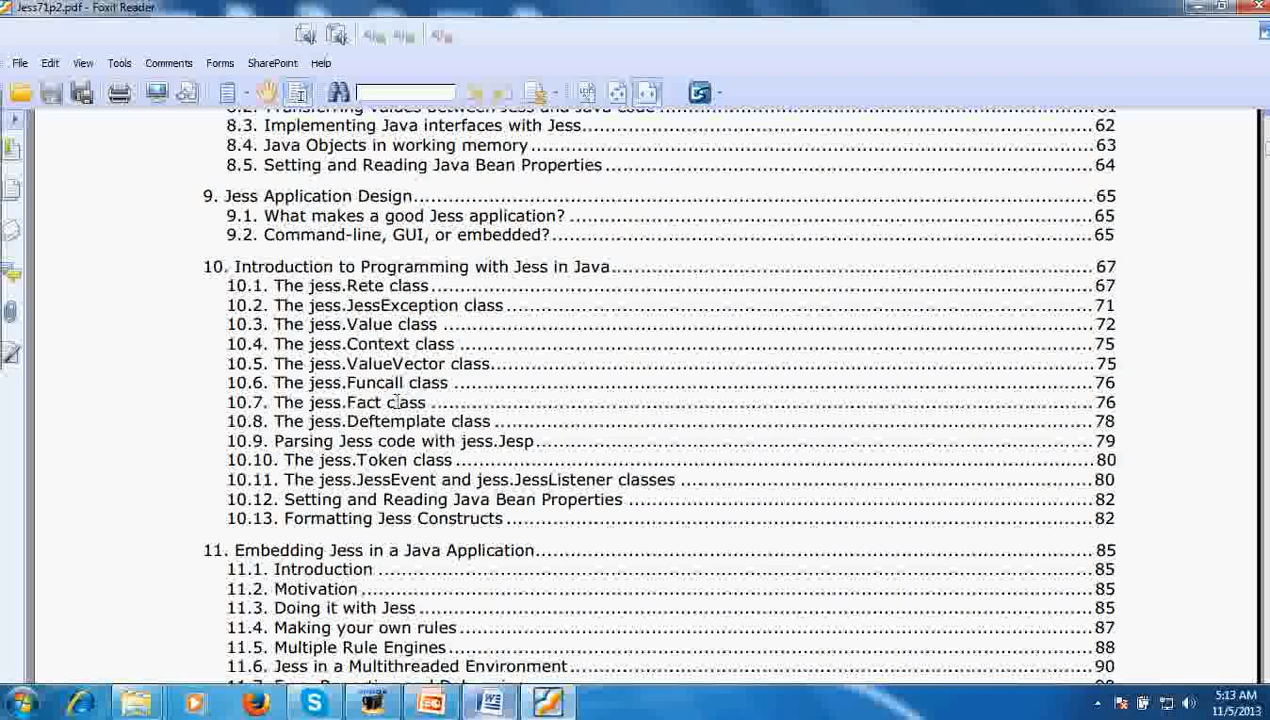 Jess71p2.pdf - Foxit Reader
File Edit View Tools Comments Forms SharePoint Help
8.2. Transferring values between Jess and Java code 61
8.3. Implementing Java interfaces with Jess 62
8.4. Java Objects in working memory 63
8.5. Setting and Reading Java Bean Properties 64
9. Jess Application Design 65
9.1. What makes a good Jess application? 65
9.2. Command-line, GUI, or embedded? 65
10. Introduction to Programming with Jess in Java 67
10.1. The jess.Rete class 67
10.2. The jess.JessException class 71
10.3. The jess.Value class 72
10.4. The jess.Context class 75
10.5. The jess.ValueVector class 75
10.6. The jess.Funcall class 76
10.7. The jess.Fact class 76
10.8. The jess.Deftemplate class 78
10.9. Parsing Jess code with jess.Jesp 79
10.10. The jess.Token class 80
10.11. The jess.JessEvent and jess.JessListener classes 80
10.12. Setting and Reading Java Bean Properties 82
10.13. Formatting Jess Constructs 82
11. Embedding Jess in a Java Application 85
11.1. Introduction 85
11.2. Motivation 85
11.3. Doing it with Jess 85
11.4. Making your own rules 87
11.5. Multiple Rule Engines 88
11.6. Jess in a Multithreaded Environment 90
5:13 AM
11/5/2013